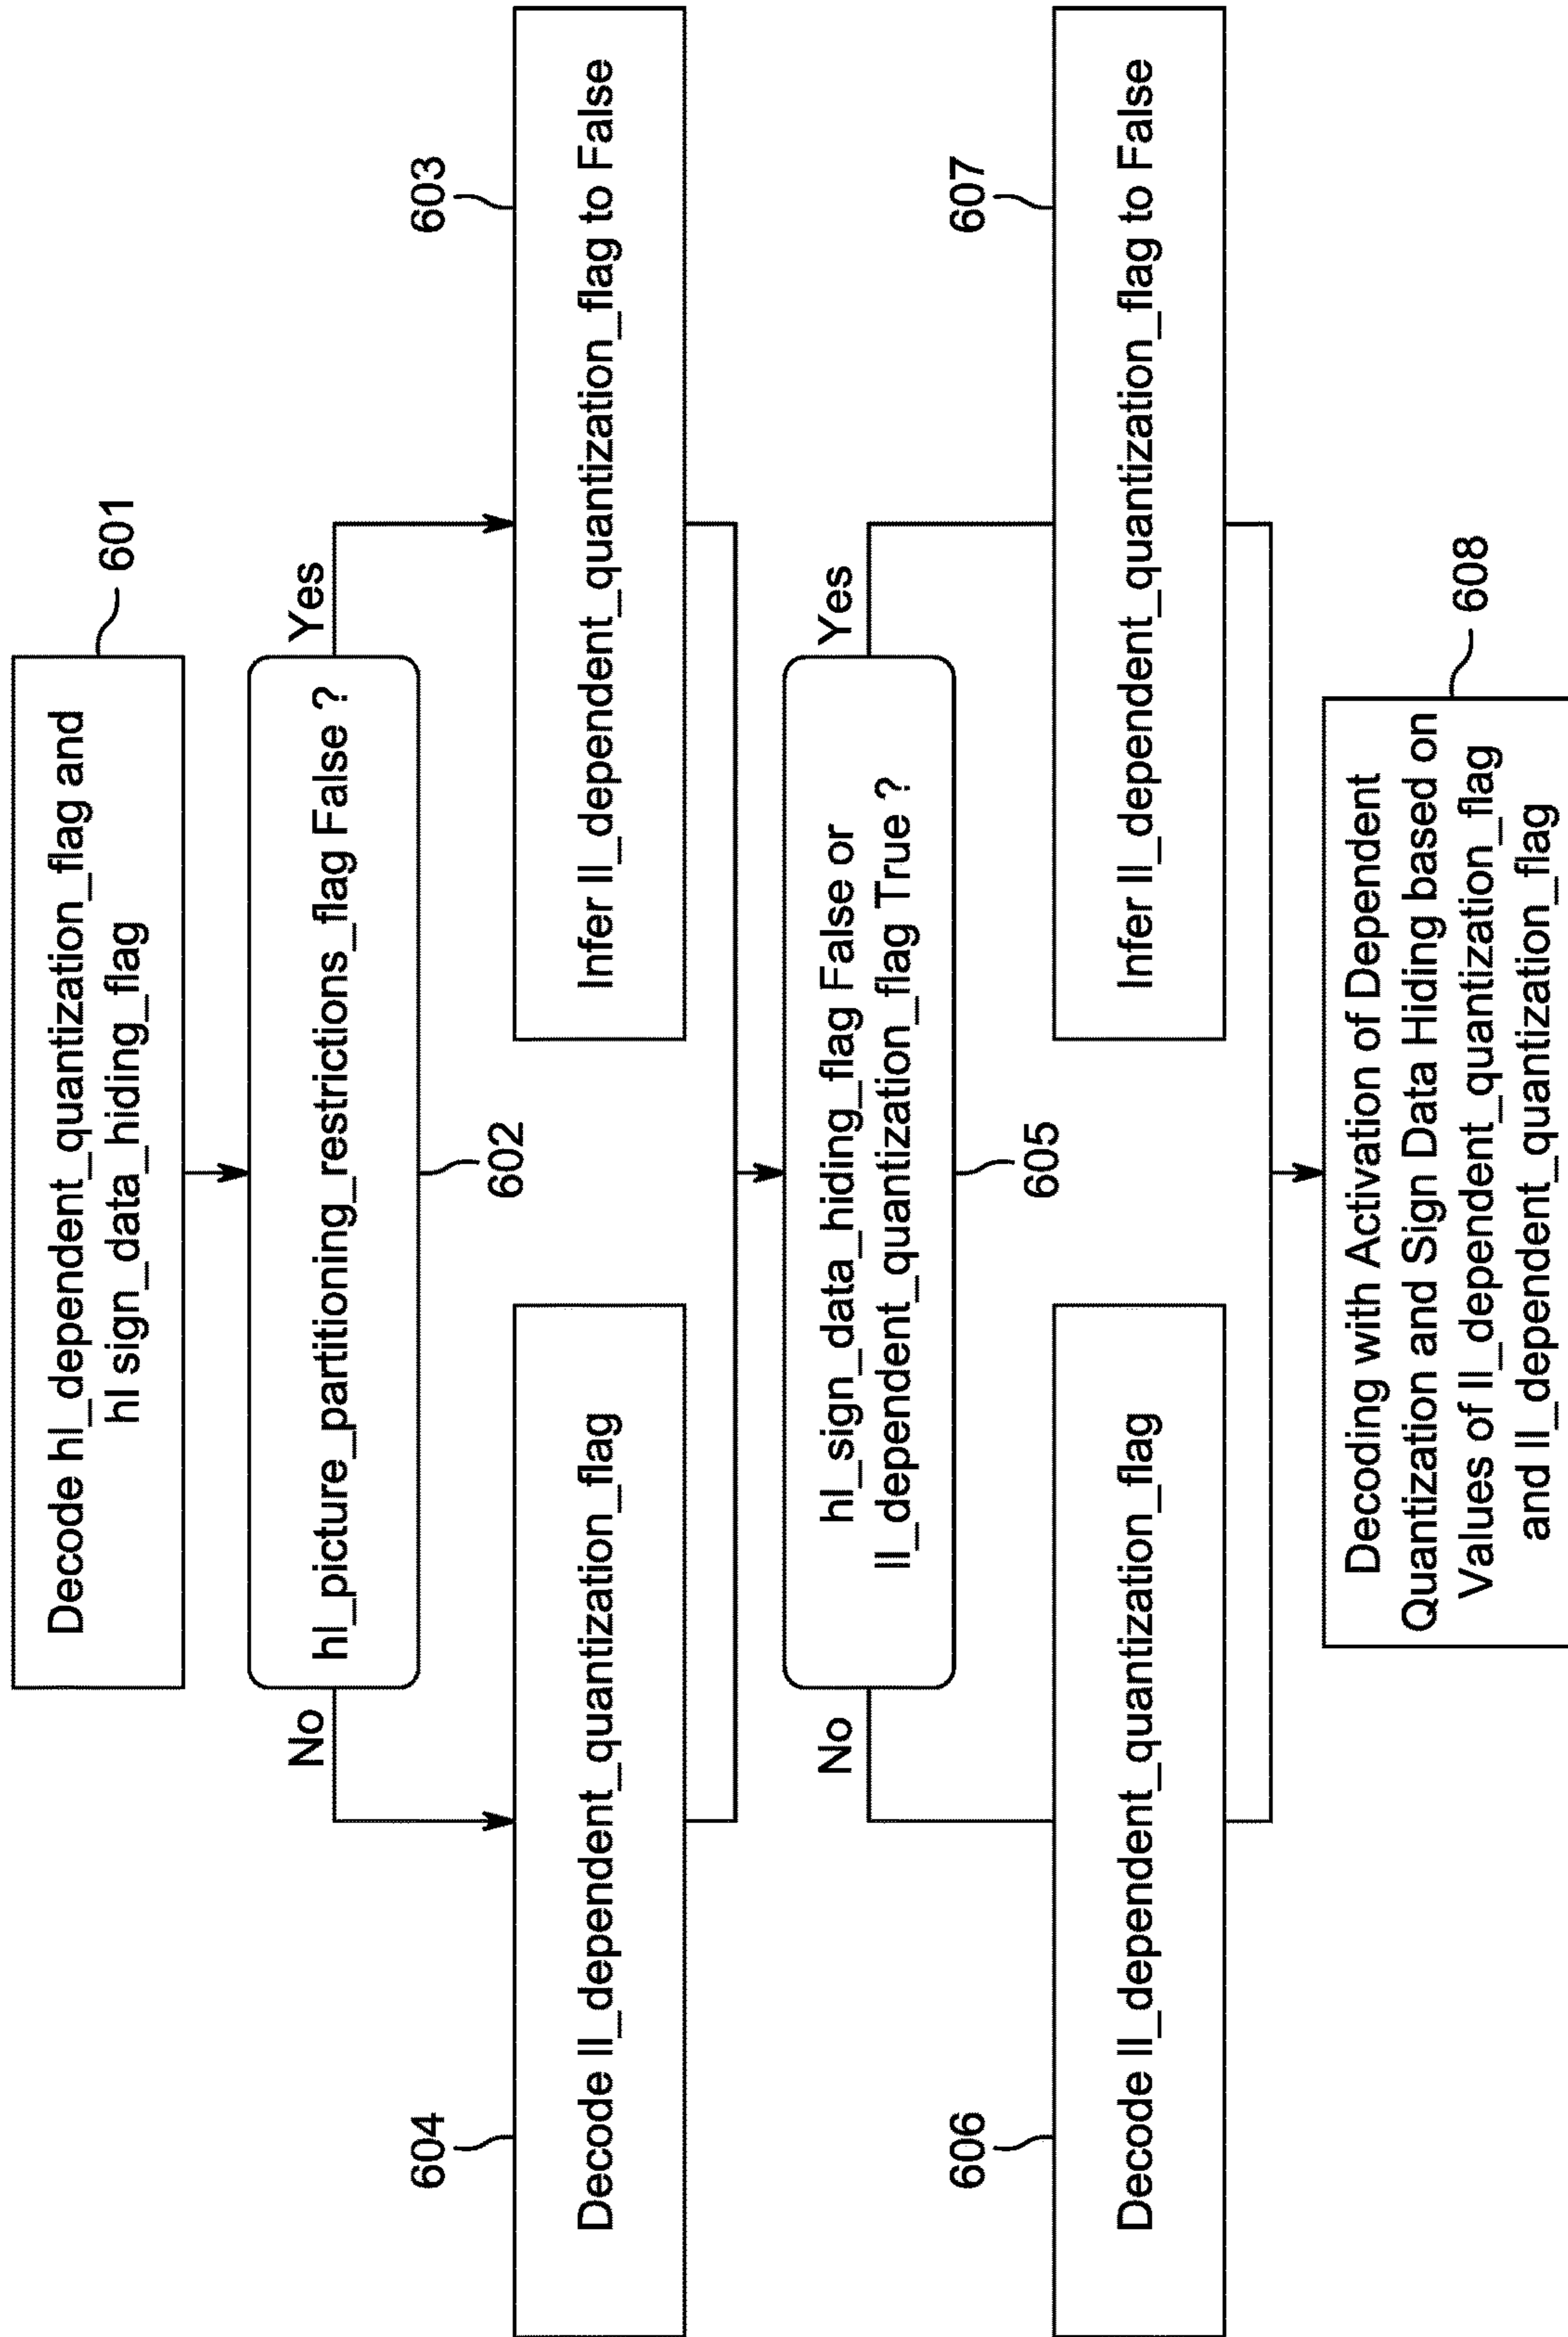 Decode hl_dependent_quantization_flag and
hl sign_data_hiding_flag
601
hl_picture_partitioning_restrictions_flag False ?
602
No
Yes
604
Decode ll_dependent_quantization_flag
603
Infer ll_dependent_quantization_flag to False
hl_sign_data_hiding_flag False or
ll_dependent_quantization_flag True ?
605
No
Yes
606
Decode ll_dependent_quantization_flag
607
Infer ll_dependent_quantization_flag to False
Decoding with Activation of Dependent
Quantization and Sign Data Hiding based on
Values of ll_dependent_quantization_flag
and ll_dependent_quantization_flag
608